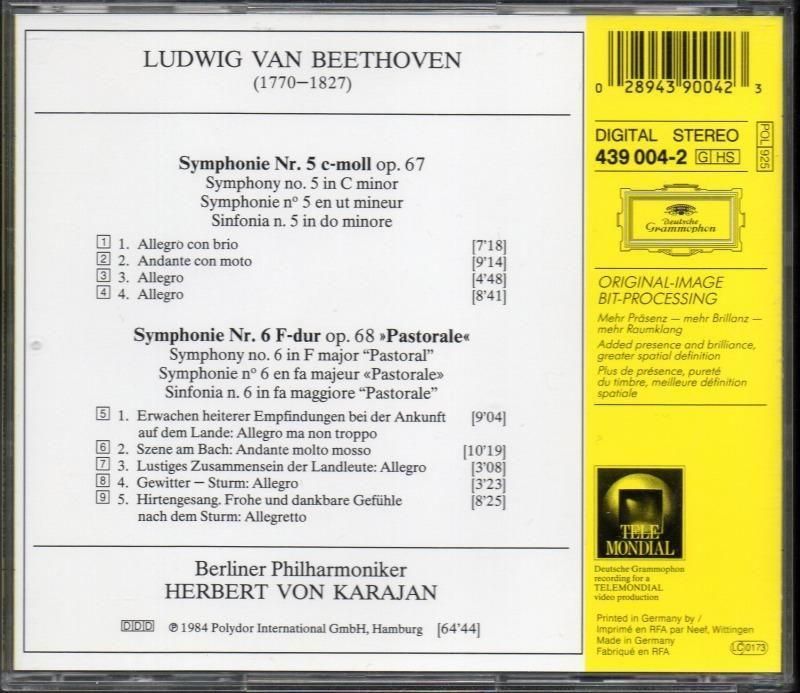 LUDWIG VAN BEETHOVEN
(1770–1827)
Symphonie Nr. 5 c-moll op. 67
Symphony no. 5 in C minor
Symphonie nº 5 en ut mineur
Sinfonia n. 5 in do minore
1 1. Allegro con brio [7'18]
2 2. Andante con moto [9'14]
3 3. Allegro [4'48]
4 4. Allegro [8'41]
Symphonie Nr. 6 F-dur op. 68 »Pastorale«
Symphony no. 6 in F major “Pastoral”
Symphonie nº 6 en fa majeur «Pastorale»
Sinfonia n. 6 in fa maggiore “Pastorale”
5 1. Erwachen heiterer Empfindungen bei der Ankunft [9'04]
auf dem Lande: Allegro ma non troppo
6 2. Szene am Bach: Andante molto mosso [10'19]
7 3. Lustiges Zusammensein der Landleute: Allegro [3'08]
8 4. Gewitter – Sturm: Allegro [3'23]
9 5. Hirtengesang. Frohe und dankbare Gefühle [8'25]
nach dem Sturm: Allegretto
Berliner Philharmoniker
HERBERT VON KARAJAN
DDD ℗ 1984 Polydor International GmbH, Hamburg [64'44]
0 28943 90042 3
DIGITAL STEREO
439 004-2 G HS
POL 925
Deutsche
Grammophon
ORIGINAL-IMAGE
BIT-PROCESSING
Mehr Präsenz – mehr Brillanz –
mehr Raumklang
Added presence and brilliance,
greater spatial definition
Plus de présence, pureté
du timbre, meilleure définition
spatiale
TELE
MONDIAL
Deutsche Grammophon
recording for a
TELEMONDIAL
video production
Printed in Germany by /
Imprimé en RFA par Neef, Wittingen
Made in Germany
Fabriqué en RFA
LC 0173